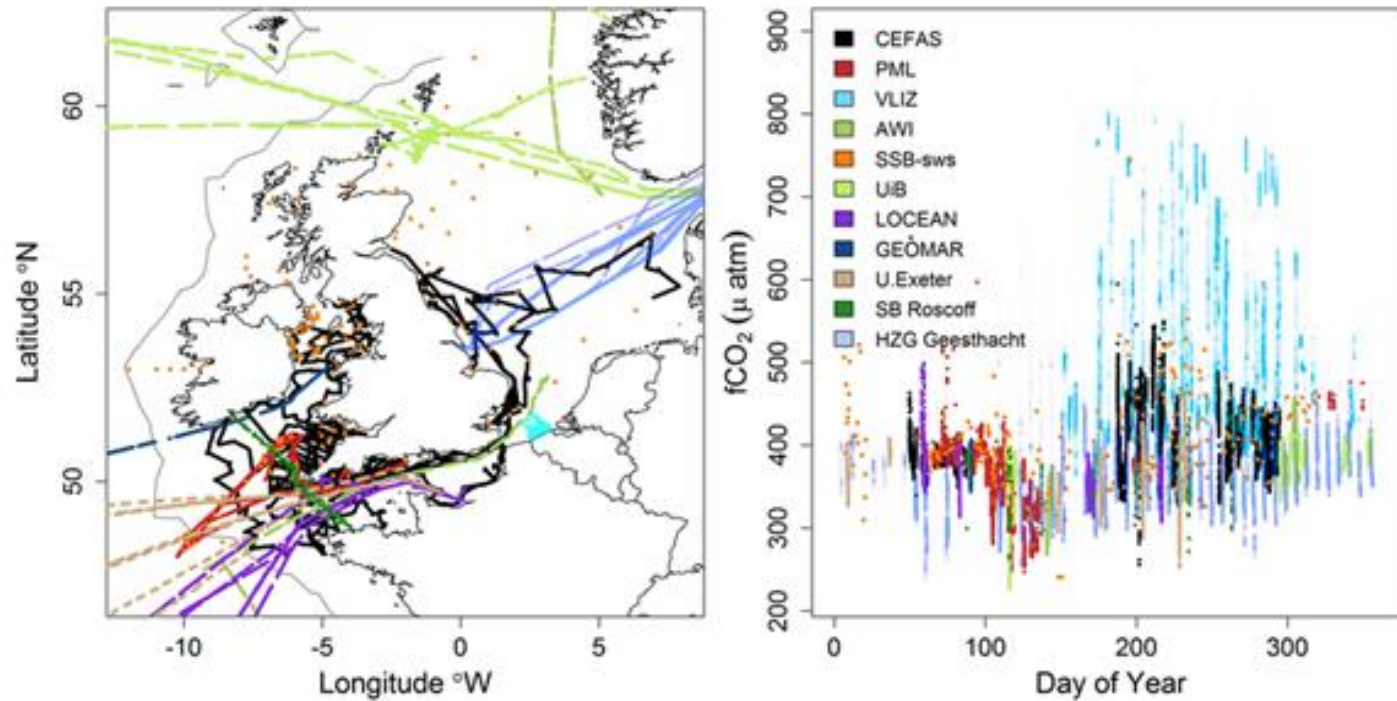 60
55
50
Latitude °N
-10
-5
0
5
Longitude °W
900
800
700
600
500
400
300
200
fCO₂ (μ atm)
CEFAS
PML
VLIZ
AWI
SSB-sws
UiB
LOCEAN
GEÖMAR
U.Exeter
SB Roscoff
HZG Geesthacht
0
100
200
300
Day of Year